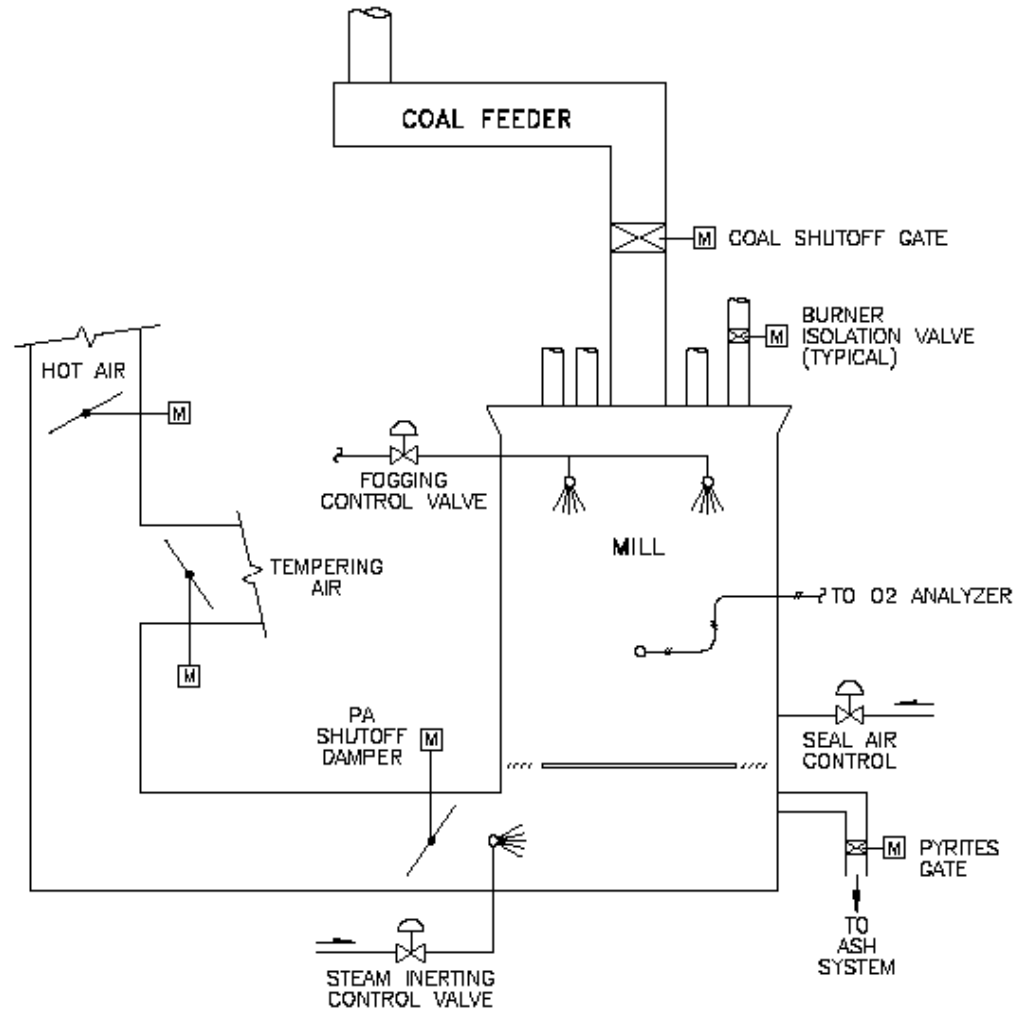 COAL FEEDER
M
COAL SHUTOFF GATE
BURNER
ISOLATION VALVE
(TYPICAL)
M
HOT AIR
M
FOGGING
CONTROL VALVE
MILL
TEMPERING
AIR
M
TO O2 ANALYZER
PA
SHUTOFF
DAMPER
M
SEAL AIR
CONTROL
M
PYRITES
GATE
TO
ASH
SYSTEM
STEAM INERTING
CONTROL VALVE